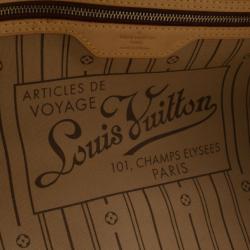 ARTICLES DE
VOYAGE
Louis Vuitton
101, CHAMPS ELYSEES
PARIS